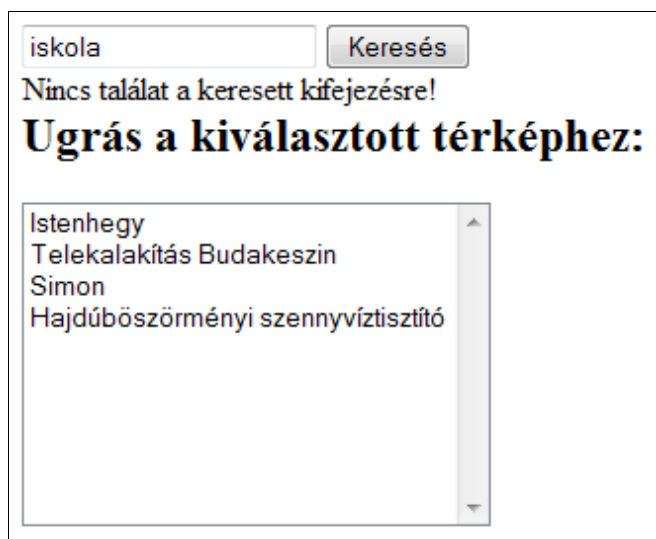 iskola Keresés
Nincs találat a keresett kifejezésre!
Ugrás a kiválasztott térképhez:
Istenhegy
Telekalakítás Budakeszin
Simon
Hajdúböszörményi szennyvíztisztító